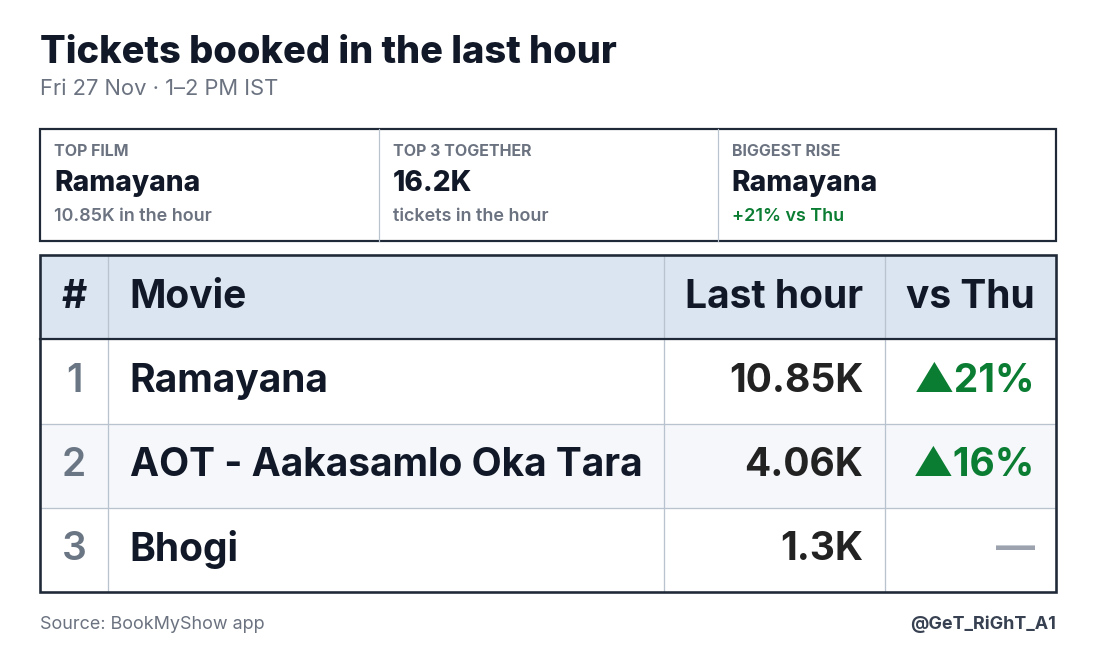 Tickets booked in the last hour
Fri 27 Nov · 1–2 PM IST
TOP FILM
Ramayana
10.85K in the hour
TOP 3 TOGETHER
16.2K
tickets in the hour
BIGGEST RISE
Ramayana
+21% vs Thu
# Movie Last hour vs Thu
1 Ramayana 10.85K ▲21%
2 AOT - Aakasamlo Oka Tara 4.06K ▲16%
3 Bhogi 1.3K —
Source: BookMyShow app
@GeT_RiGhT_A1